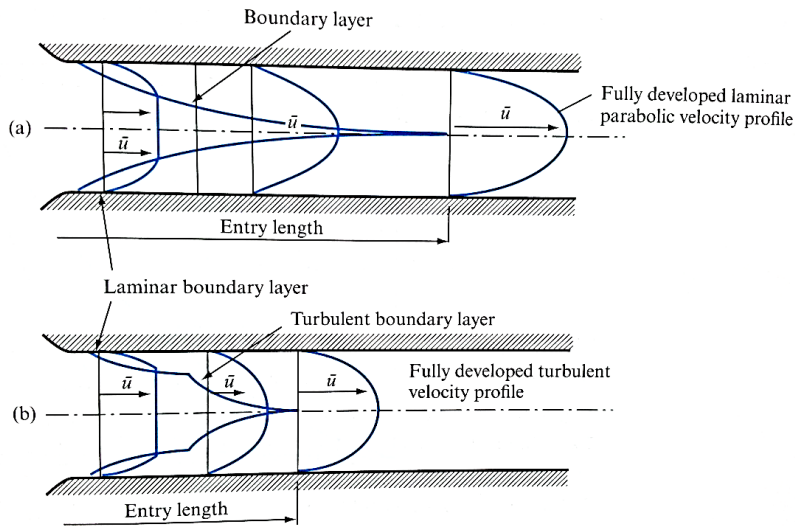 Boundary layer
(a)
ū
ū
ū
ū
Fully developed laminar
parabolic velocity profile
Entry length
Laminar boundary layer
Turbulent boundary layer
(b)
ū
ū
ū
Fully developed turbulent
velocity profile
Entry length